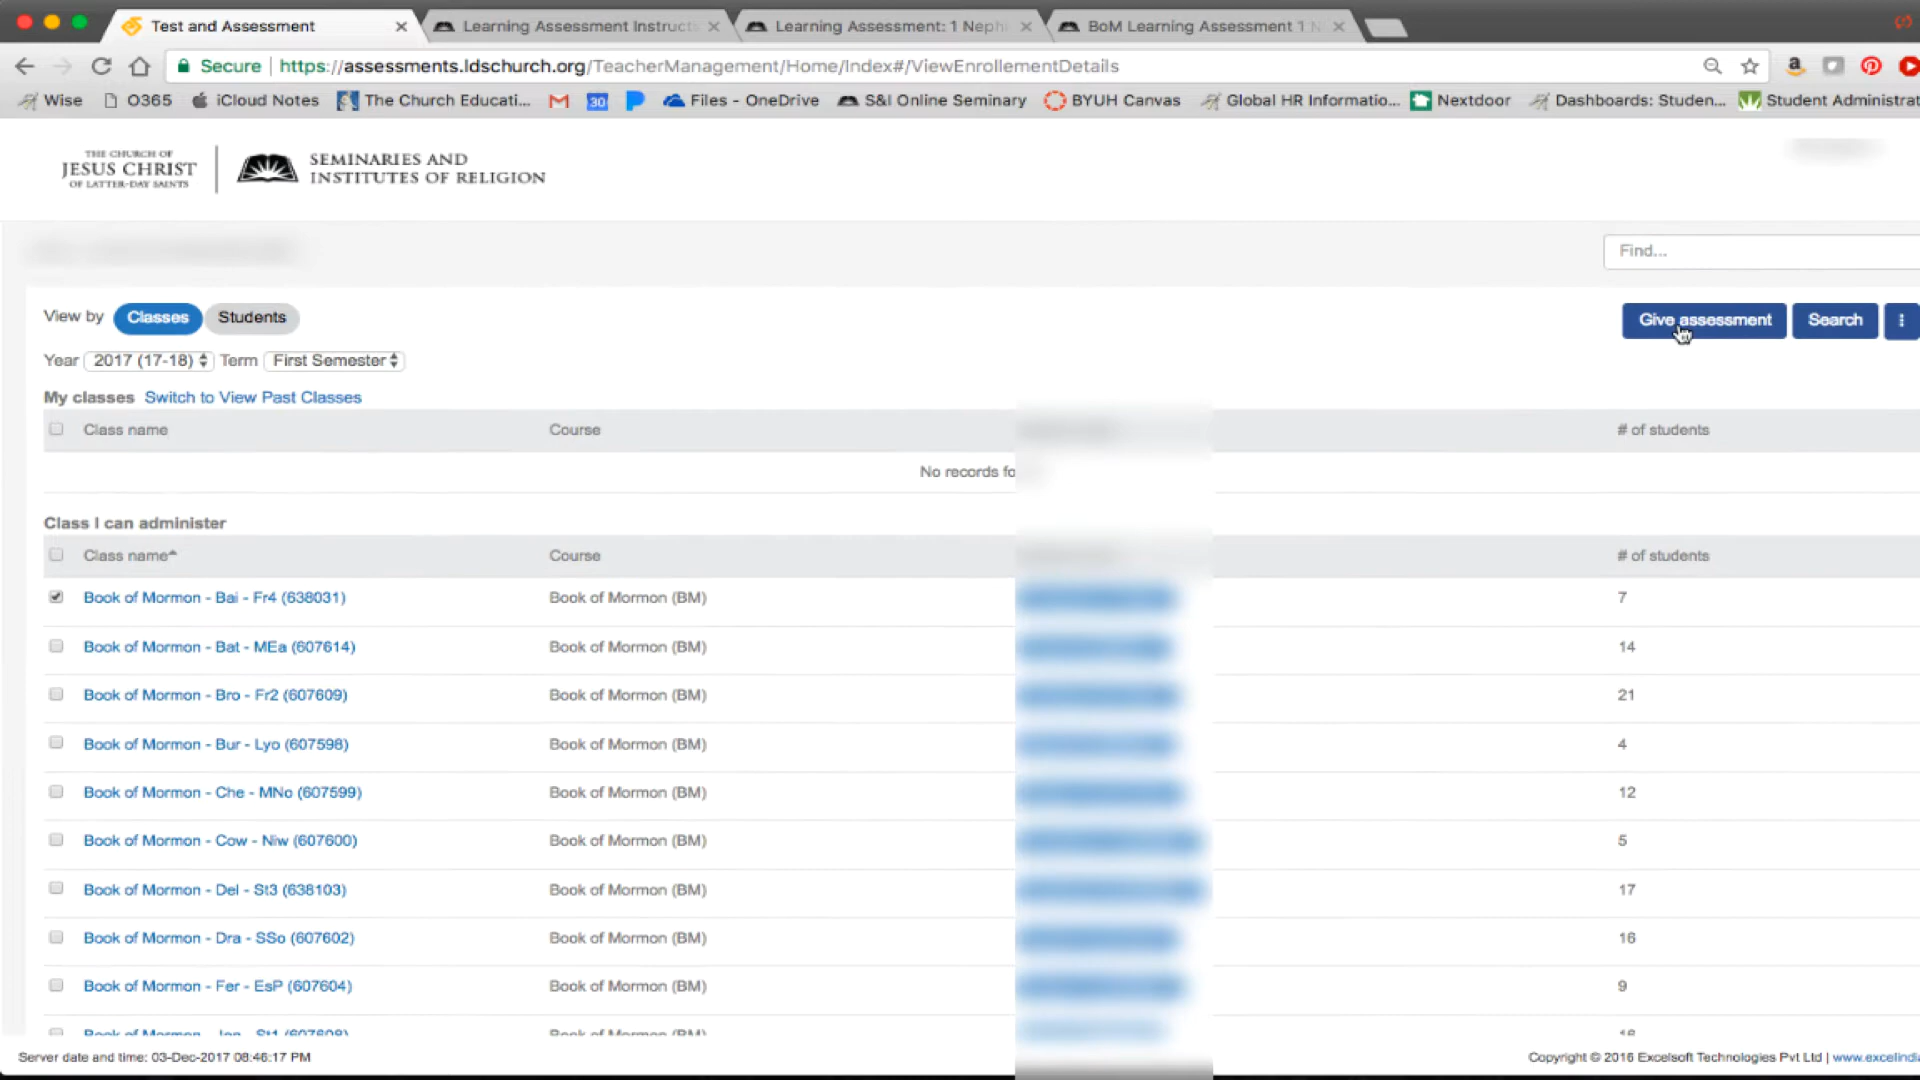 Test and Assessment
Learning Assessment Instruct
Learning Assessment: 1 Neph
BoM Learning Assessment 1 N
Secure | https://assessments.ldschurch.org/TeacherManagement/Home/Index#/ViewEnrollementDetails
Wise O365 iCloud Notes The Church Educati... 30 Files - OneDrive S&I Online Seminary BYUH Canvas Global HR Informatio... Nextdoor Dashboards: Studen... Student Administrat
THE CHURCH OF
JESUS CHRIST
OF LATTER-DAY SAINTS
SEMINARIES AND
INSTITUTES OF RELIGION
Find...
View by Classes Students
Give assessment Search
Year 2017 (17-18) Term First Semester
My classes Switch to View Past Classes
Class name Course # of students
No records fo
Class I can administer
Class name Course # of students
Book of Mormon - Bai - Fr4 (638031) Book of Mormon (BM) 7
Book of Mormon - Bat - MEa (607614) Book of Mormon (BM) 14
Book of Mormon - Bro - Fr2 (607609) Book of Mormon (BM) 21
Book of Mormon - Bur - Lyo (607598) Book of Mormon (BM) 4
Book of Mormon - Che - MNo (607599) Book of Mormon (BM) 12
Book of Mormon - Cow - Niw (607600) Book of Mormon (BM) 5
Book of Mormon - Del - St3 (638103) Book of Mormon (BM) 17
Book of Mormon - Dra - SSo (607602) Book of Mormon (BM) 16
Book of Mormon - Fer - EsP (607604) Book of Mormon (BM) 9
Book of Mormon - St1 Book of Mormon (BM)
Server date and time: 03-Dec-2017 08:46:17 PM
Copyright © 2016 Excelsoft Technologies Pvt Ltd | www.excelindia